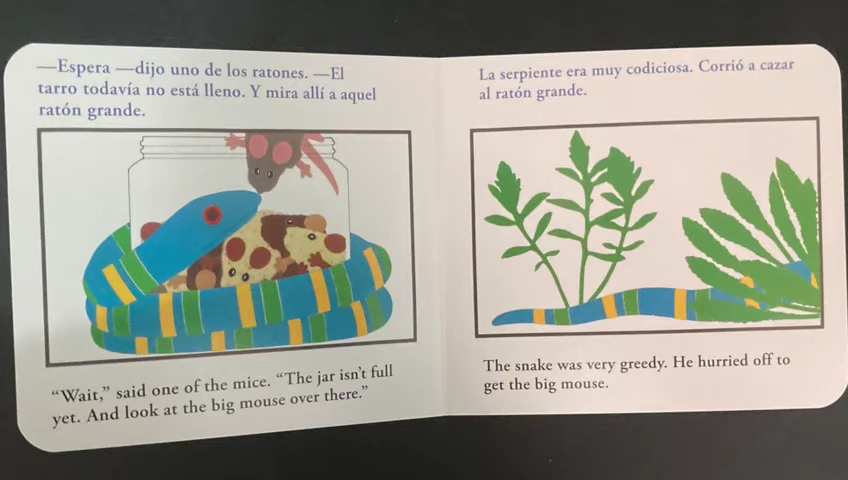 —Espera —dijo uno de los ratones. —El
tarro todavía no está lleno. Y mira allí a aquel
ratón grande.
“Wait,” said one of the mice. “The jar isn’t full
yet. And look at the big mouse over there.”
La serpiente era muy codiciosa. Corrió a cazar
al ratón grande.
The snake was very greedy. He hurried off to
get the big mouse.